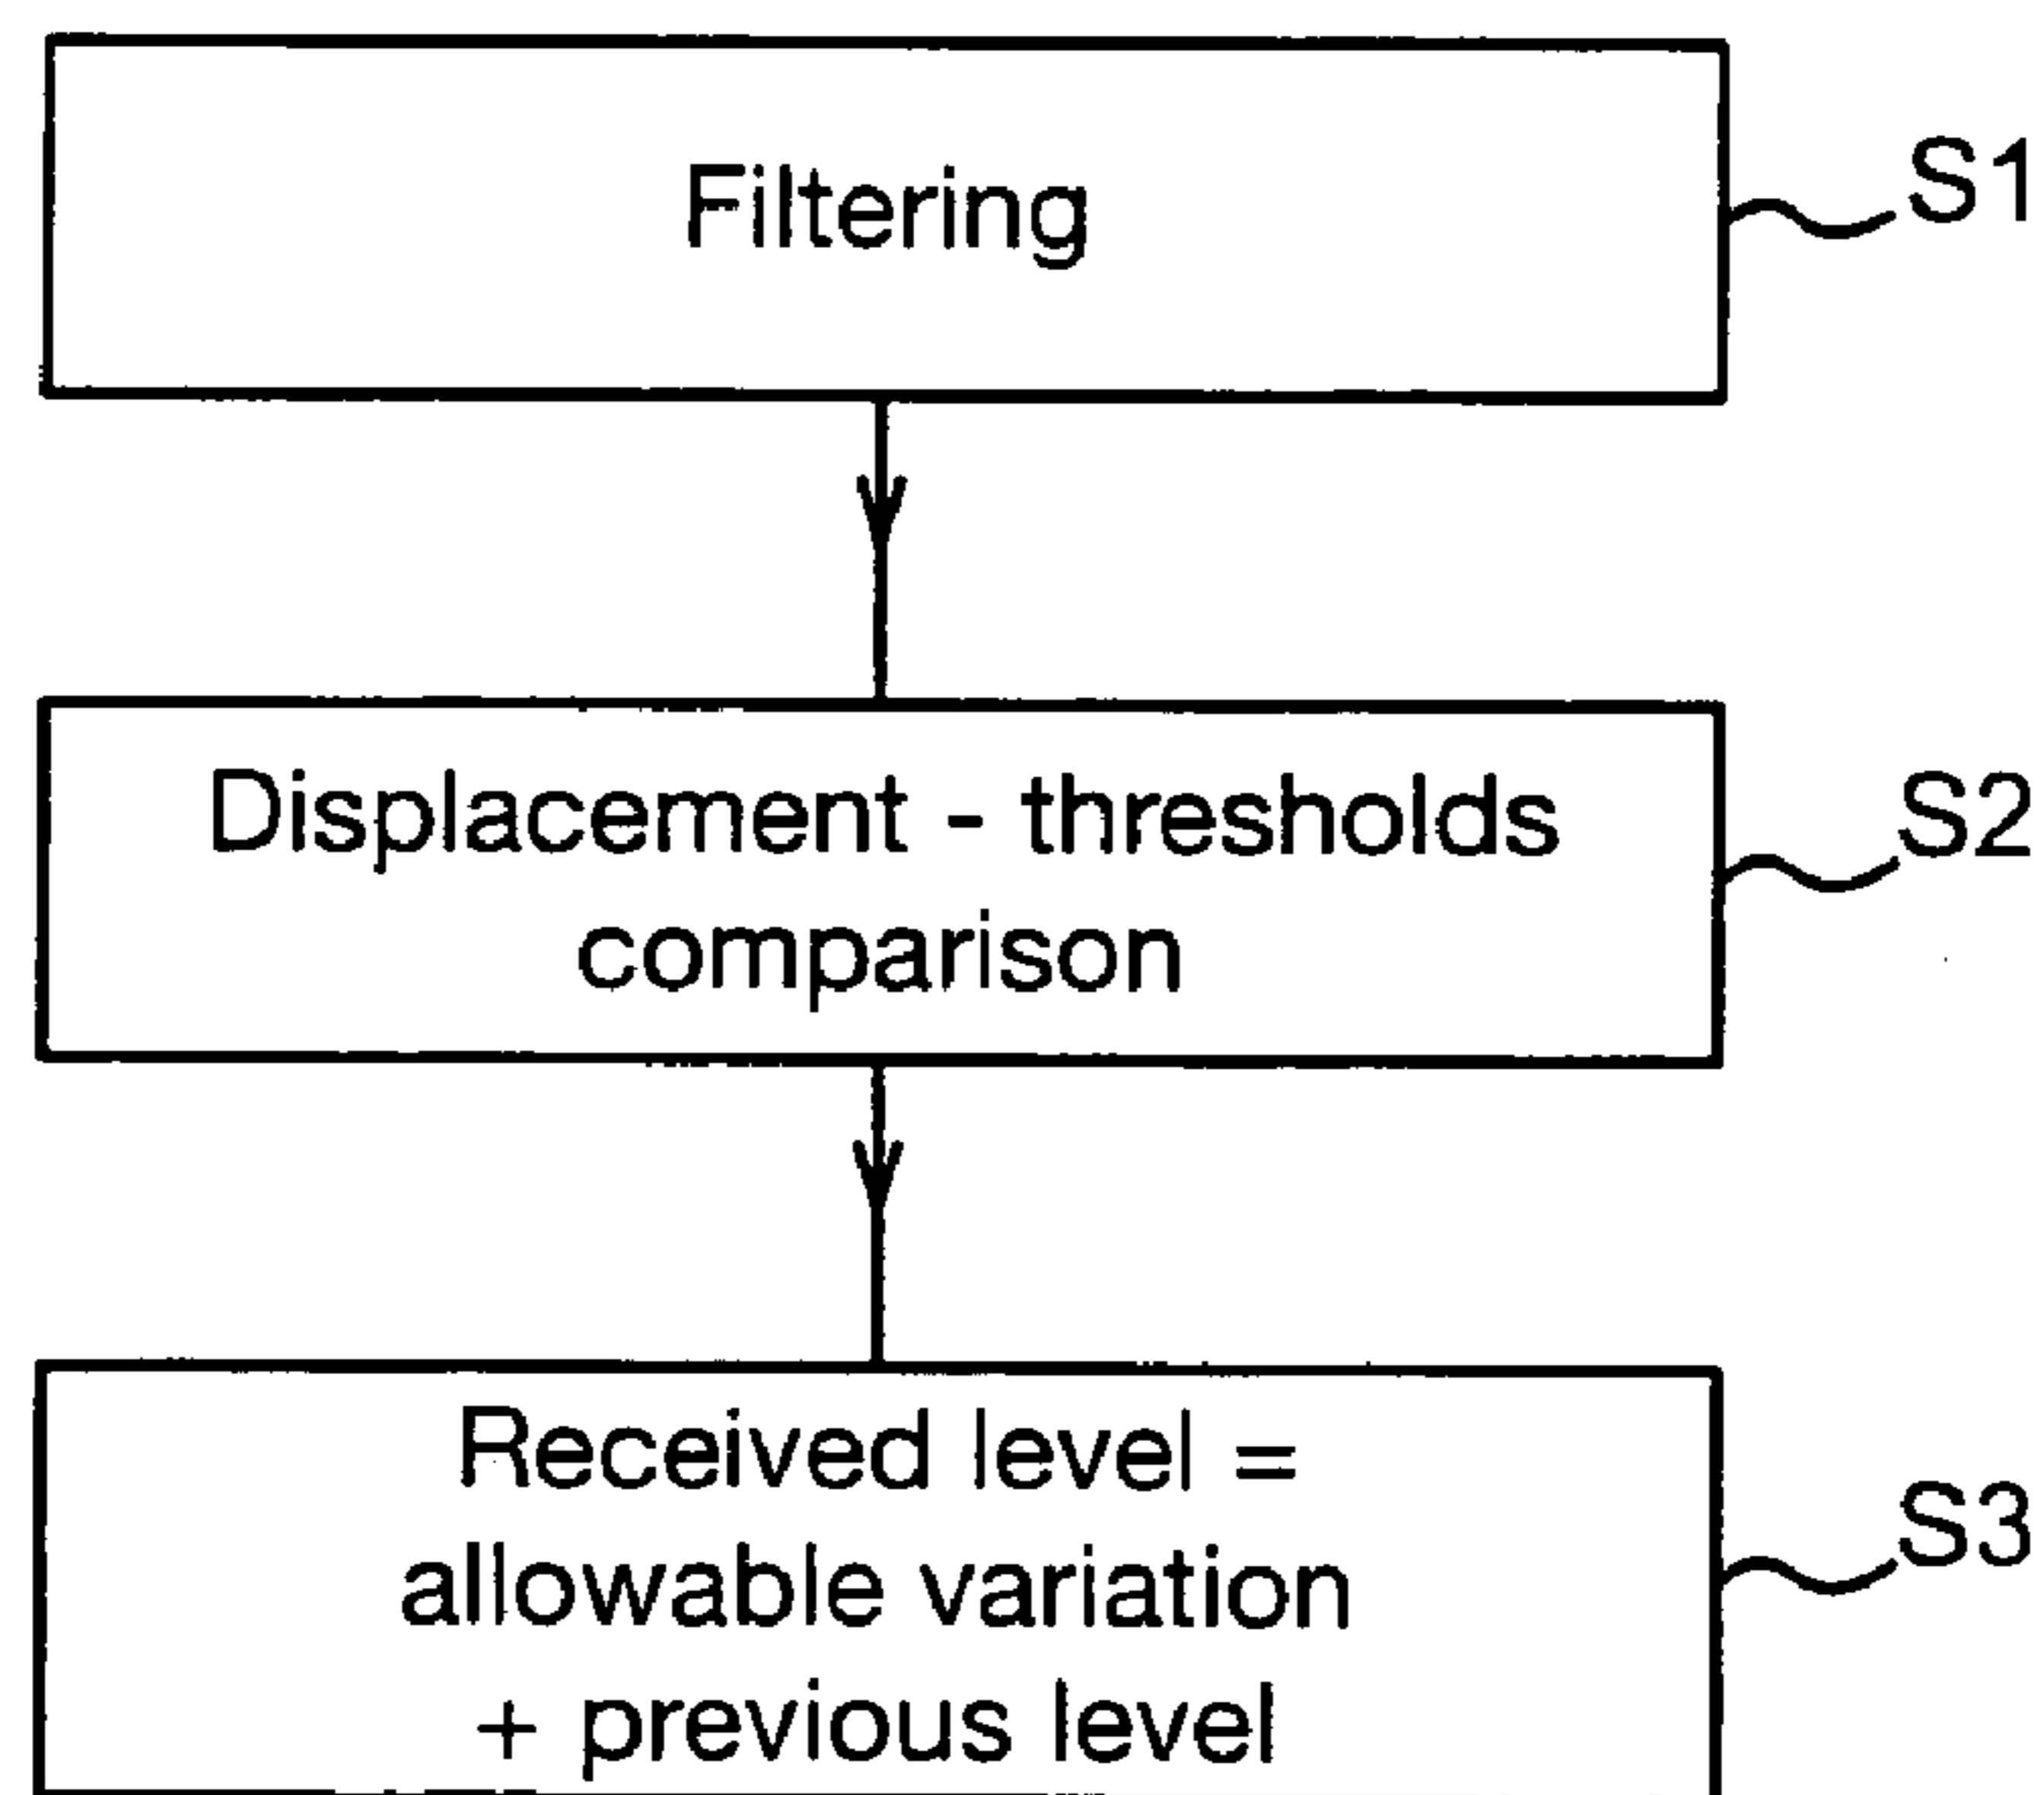 Filtering
S1
Displacement - thresholds
comparison
S2
Received level =
allowable variation
+ previous level
S3